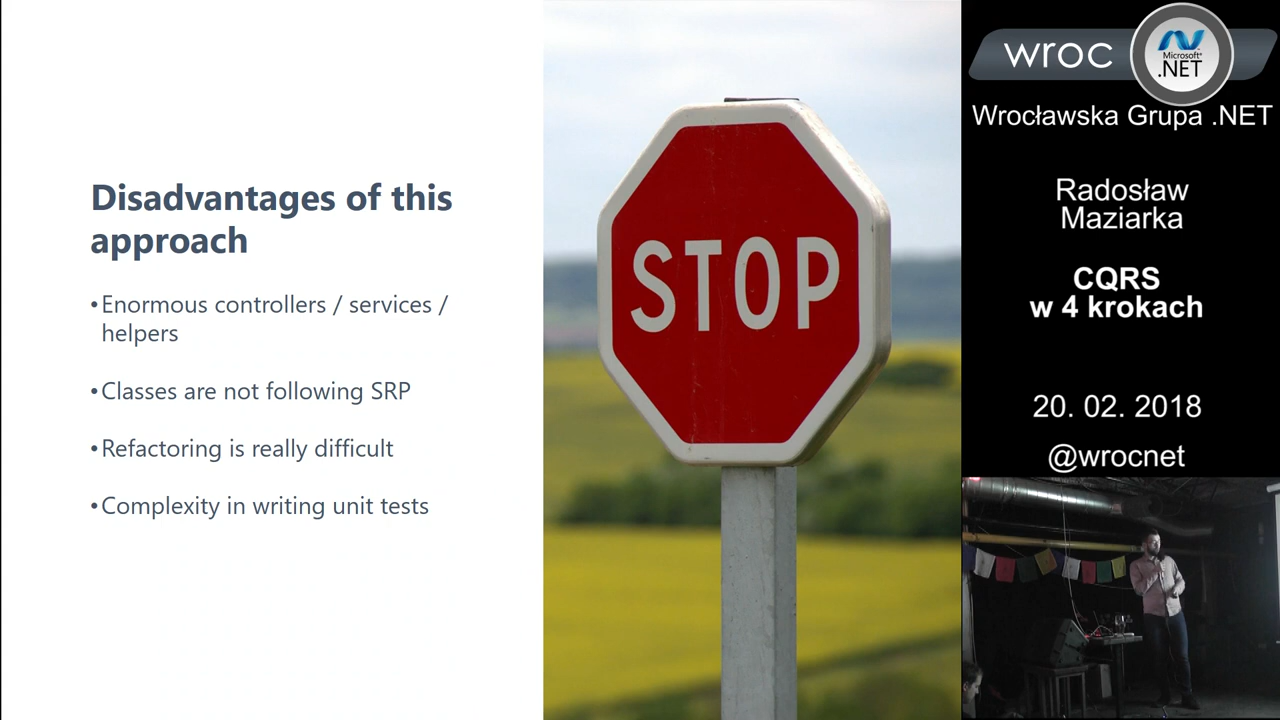 Disadvantages of this
approach
•Enormous controllers / services /
helpers
•Classes are not following SRP
•Refactoring is really difficult
•Complexity in writing unit tests
STOP
wroc
Microsoft®
.NET
Wrocławska Grupa .NET
Radosław
Maziarka
CQRS
w 4 krokach
20. 02. 2018
@wrocnet